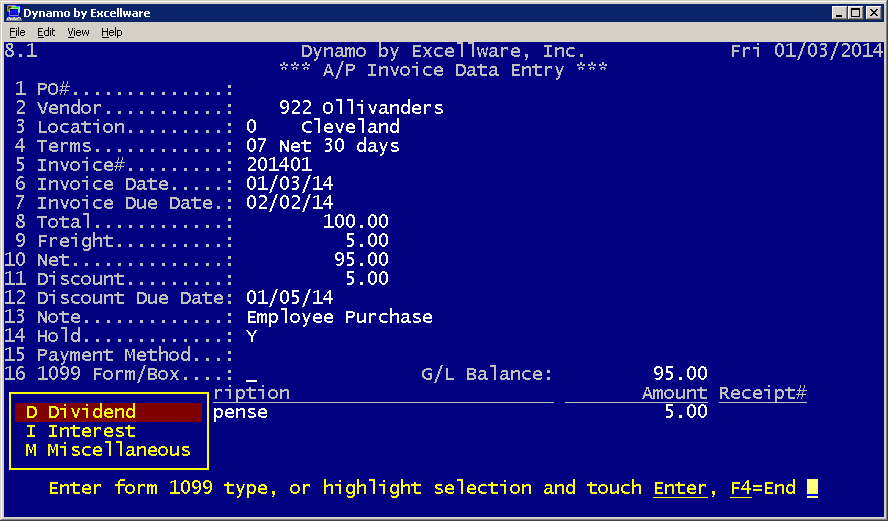 Dynamo by Excellware
File Edit View Help
8.1 Dynamo by Excellware, Inc. Fri 01/03/2014
*** A/P Invoice Data Entry ***
1 PO#..............:
2 Vendor...........: 922 Ollivanders
3 Location.........: 0 Cleveland
4 Terms............: 07 Net 30 days
5 Invoice#.........: 201401
6 Invoice Date.....: 01/03/14
7 Invoice Due Date.: 02/02/14
8 Total............: 100.00
9 Freight..........: 5.00
10 Net..............: 95.00
11 Discount.........: 5.00
12 Discount Due Date: 01/05/14
13 Note.............: Employee Purchase
14 Hold.............: Y
15 Payment Method...:
16 1099 Form/Box....: _ G/L Balance: 95.00
ription Amount Receipt#
D Dividend pense 5.00
I Interest
M Miscellaneous
Enter form 1099 type, or highlight selection and touch Enter, F4=End